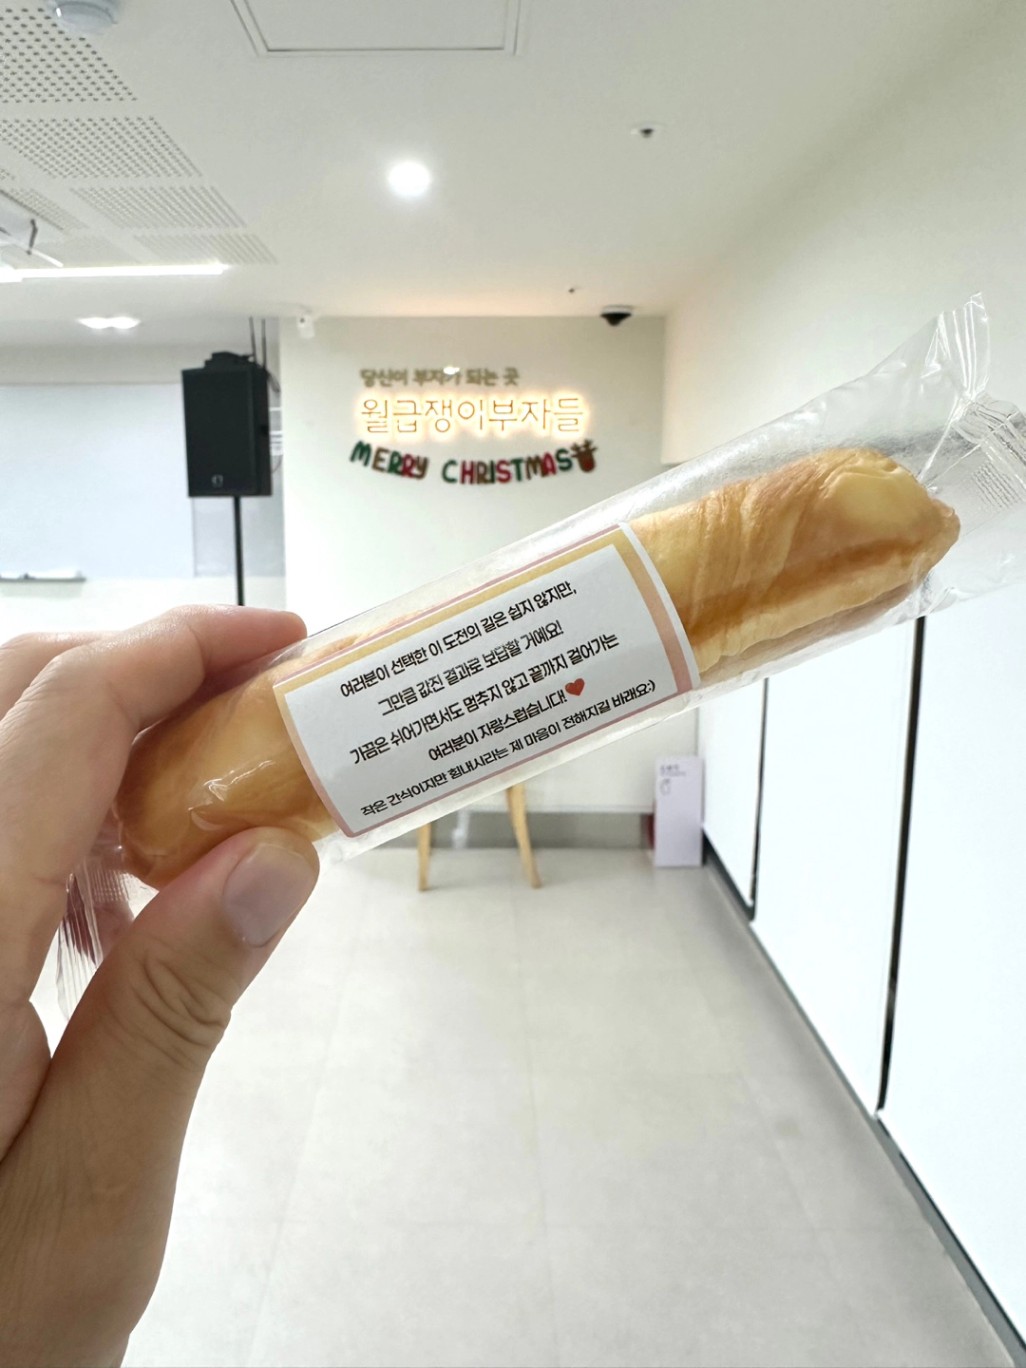 당신이 부자가 되는 곳
월급쟁이부자들
MERRY CHRISTMAS
여러분이 선택한 이 도전의 길은 쉽지 않지만,
그만큼 값진 결과로 보답할 거예요!
가끔은 쉬어가면서도 멈추지 않고 끝까지 걸어가는
여러분이 자랑스럽습니다!❤️
작은 간식이지만 힘내시라는 제 마음이 전해지길 바래요:)